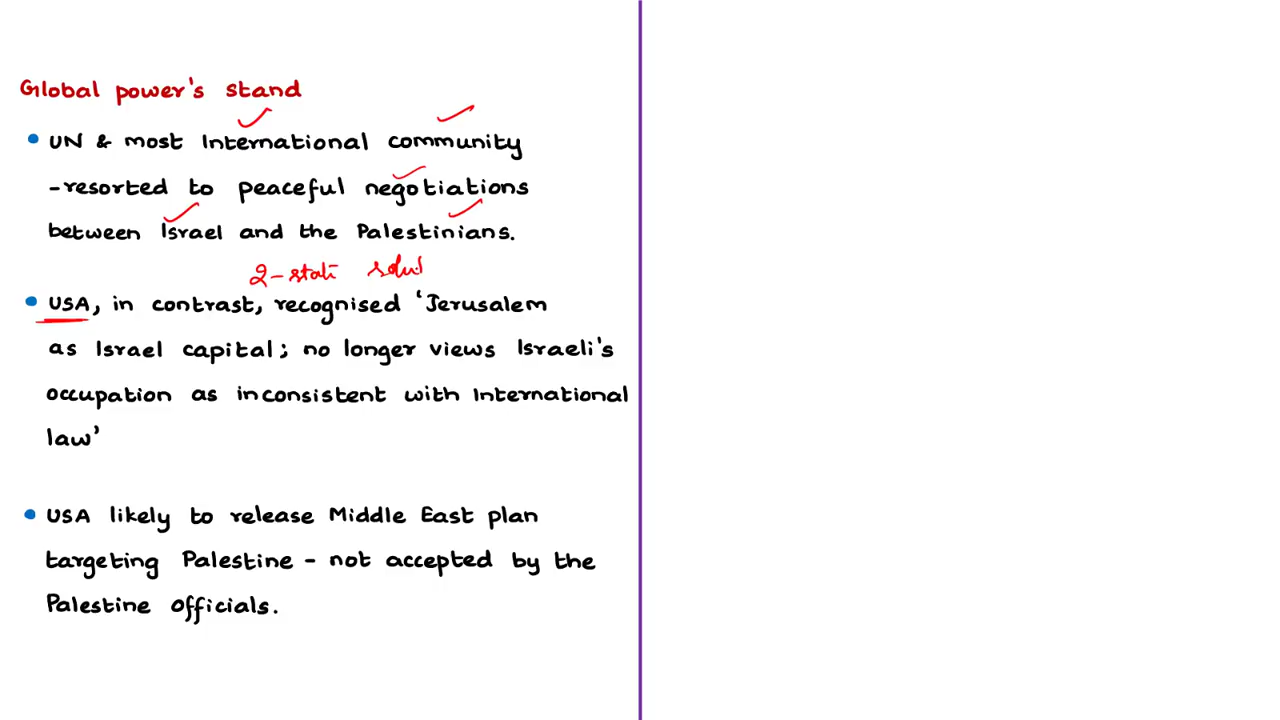 Global power's stand
UN & most International community
-resorted to peaceful negotiations
between Israel and the Palestinians.
2-stati
USA, in contrast, recognised 'Jerusalem
as Israel capital; no longer views Israeli's
occupation as inconsistent with International
law'
USA likely to release Middle East plan
targeting Palestine - not accepted by the
Palestine officials.